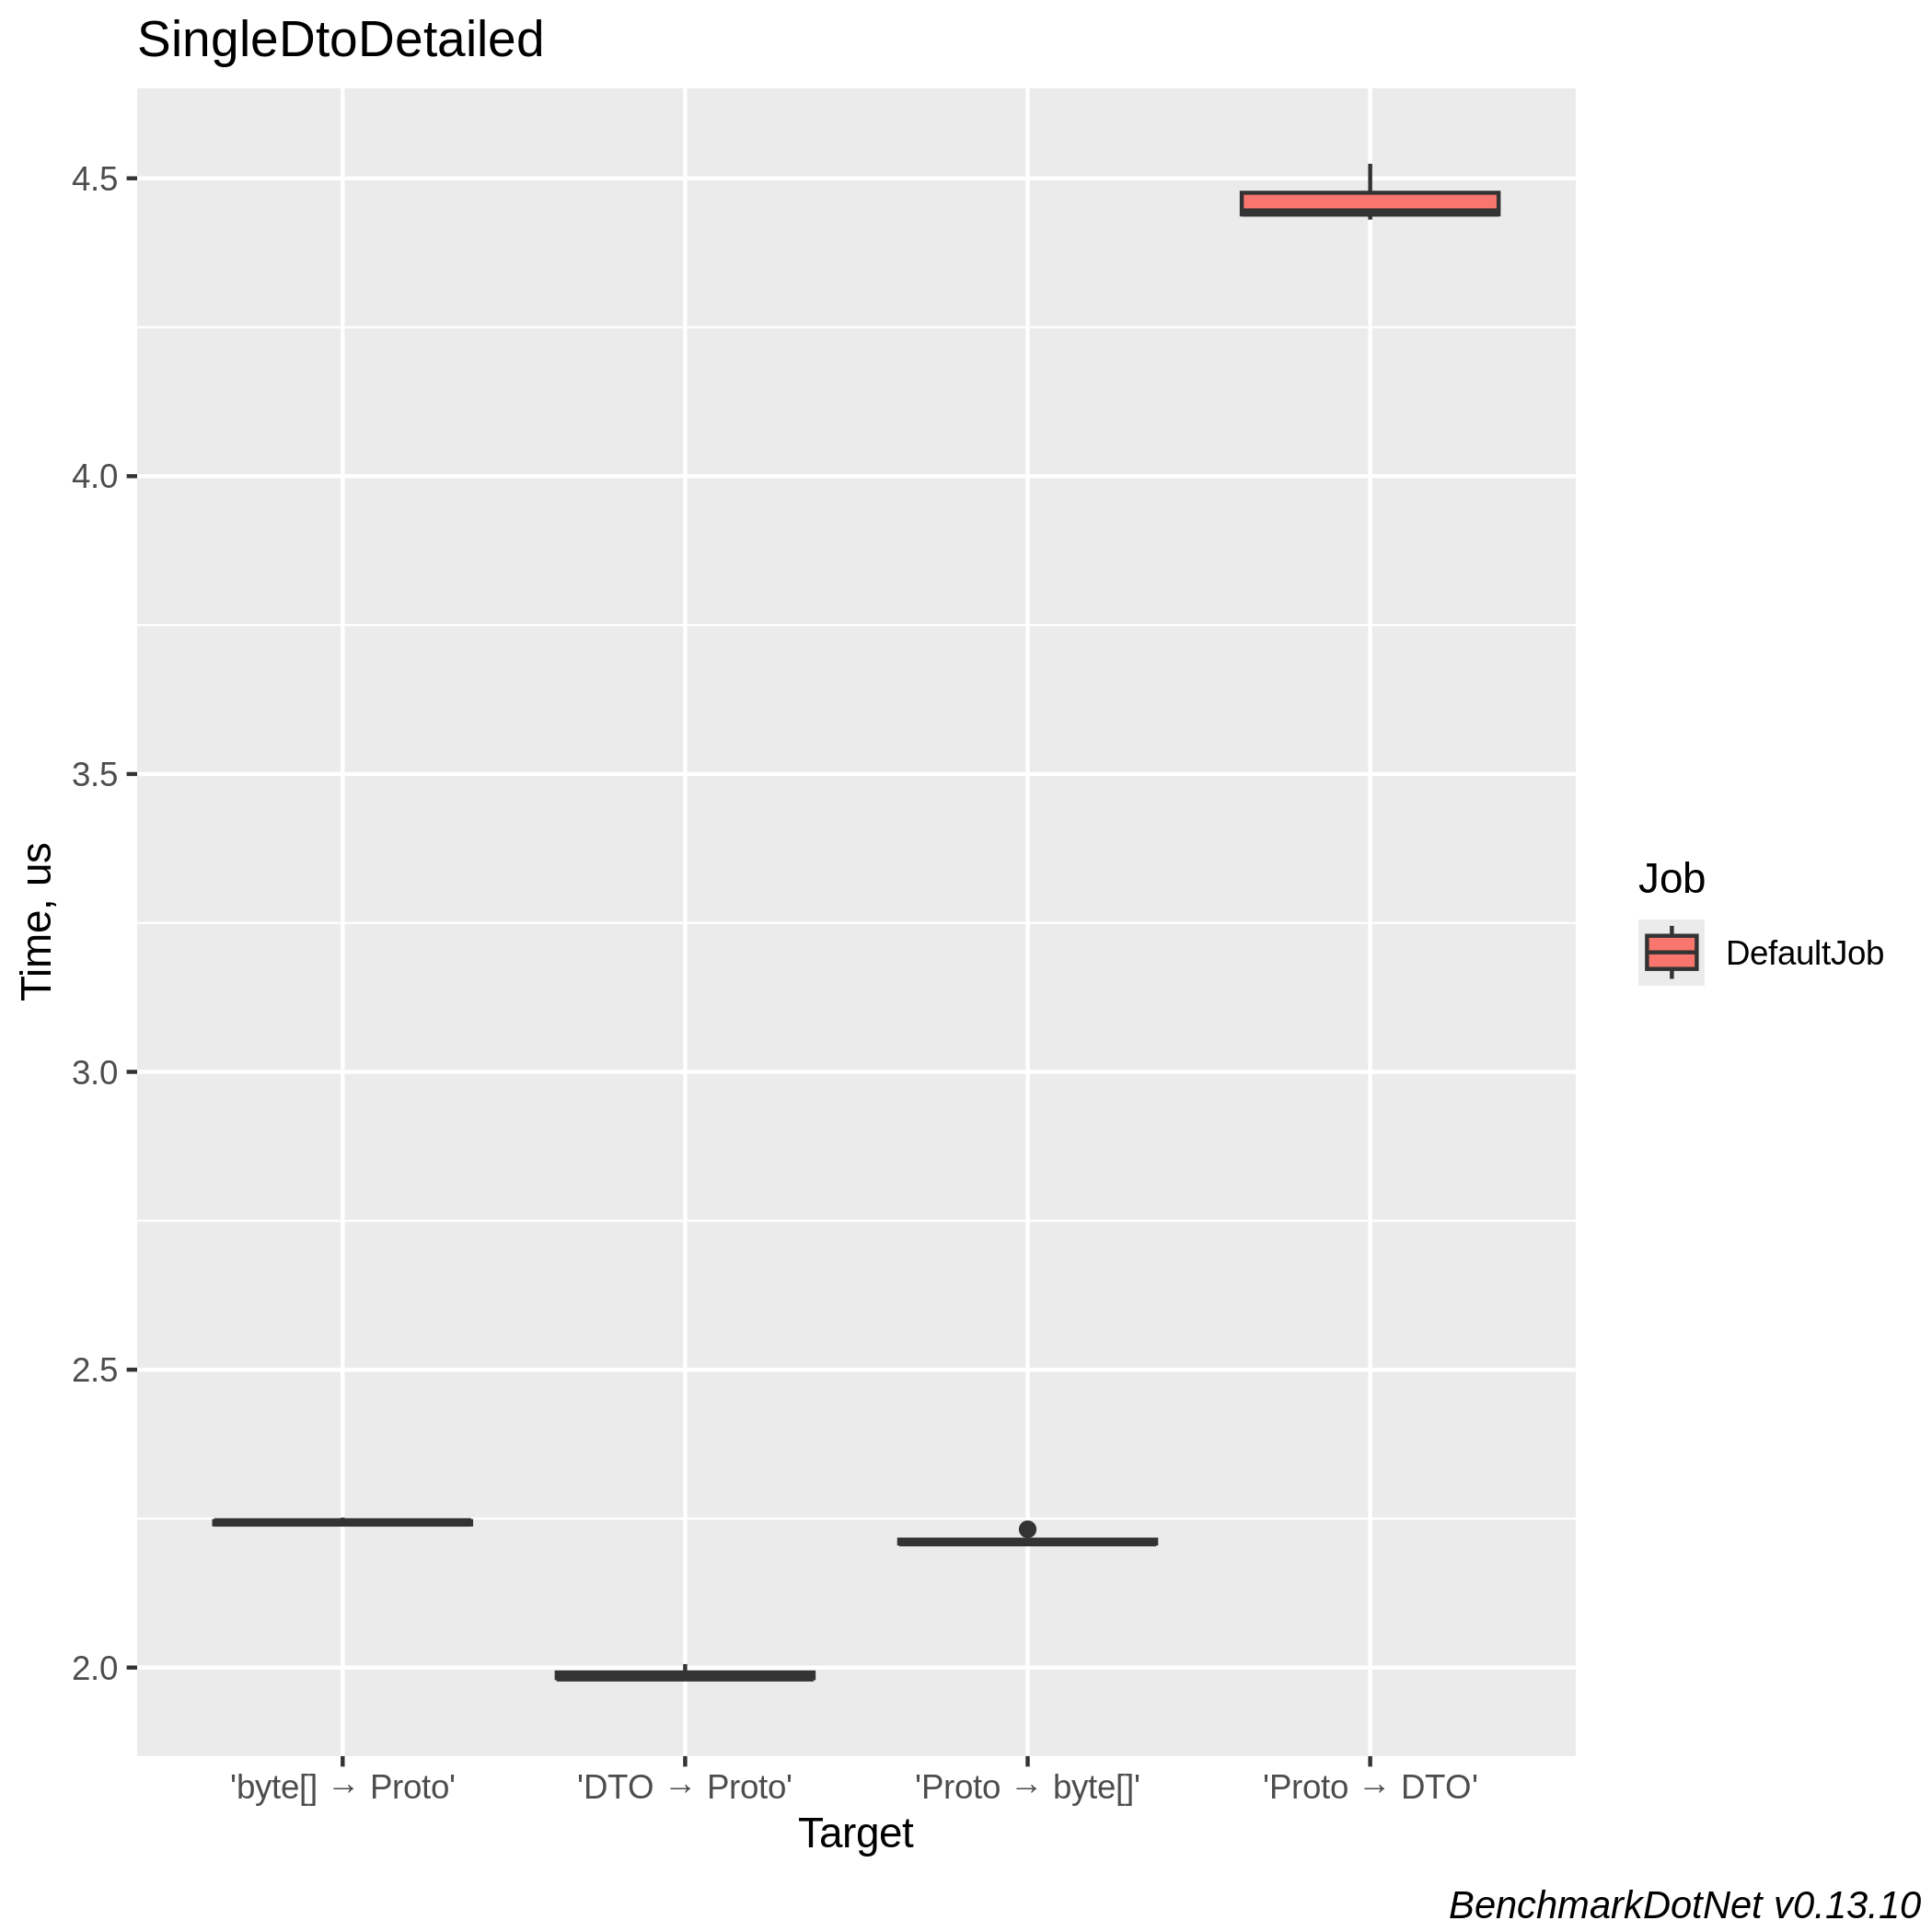 SingleDtoDetailed
4.5
4.0
3.5
3.0
2.5
2.0
Time, us
'byte[] → Proto'
'DTO → Proto'
'Proto → byte[]'
'Proto → DTO'
Target
Job
DefaultJob
BenchmarkDotNet v0.13.10